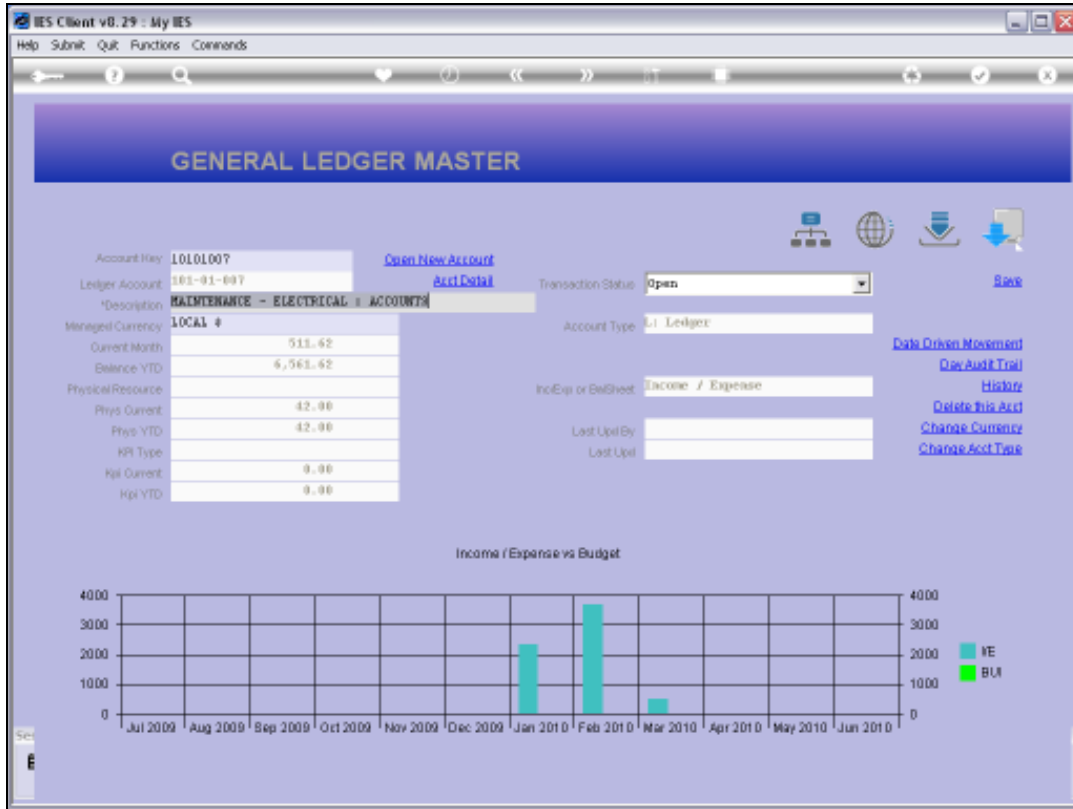 IES Client v8.29 : My IES
Help Submit Quit Functions Commands
GENERAL LEDGER MASTER
Account Key 10101007 Open New Account
Ledger Account 101-01-007 Acct Detail Transaction Status Open Save
*Description MAINTENANCE - ELECTRICAL : ACCOUNTS
Managed Currency LOCAL # Account Type L: Ledger
Current Month 511.62 Date Driven Movement
Balance YTD 6,561.62 Day Audit Trail
Physical Resource Inc/Exp or BalSheet Income / Expense History
Phys Current 42.00 Delete this Acct
Phys YTD 42.00 Last Upd By Change Currency
KPI Type Last Upd Change Acct Type
Kpi Current 0.00
Kpi YTD 0.00
Income / Expense vs Budget
4000 4000
3000 3000
2000 2000 I/E
1000 1000 BUI
0 0
Jul 2009 Aug 2009 Sep 2009 Oct 2009 Nov 2009 Dec 2009 Jan 2010 Feb 2010 Mar 2010 Apr 2010 May 2010 Jun 2010